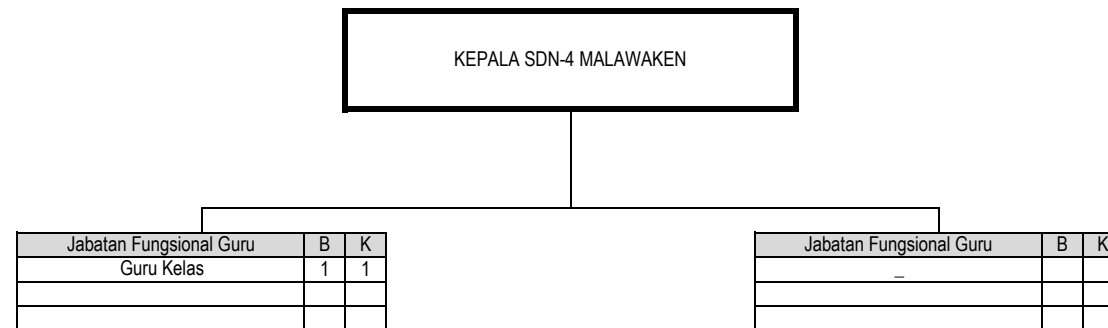 KEPALA SDN-4 MALAWAKEN
Jabatan Fungsional Guru B K
Guru Kelas 1 1
Jabatan Fungsional Guru B K
_